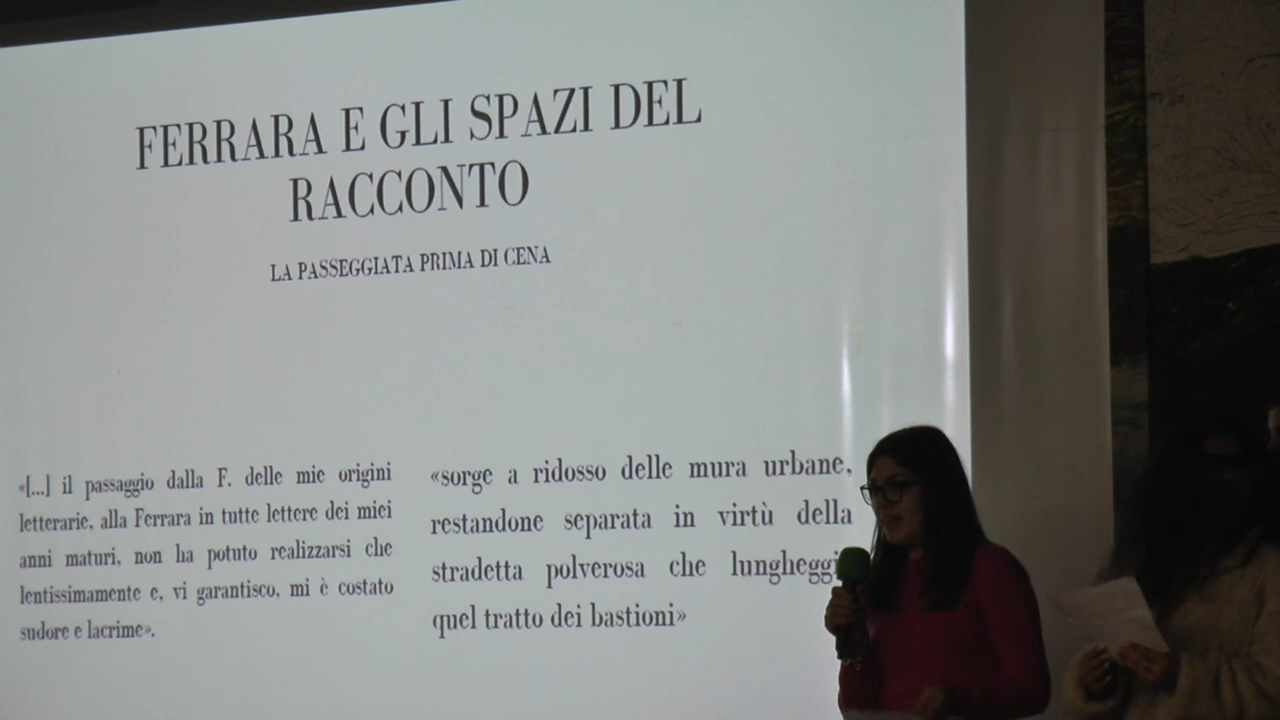 FERRARA E GLI SPAZI DEL
RACCONTO
LA PASSEGGIATA PRIMA DI CENA
«[...] il passaggio dalla F. delle mie origini
letterarie, alla Ferrara in tutte lettere dei miei
anni maturi, non ha potuto realizzarsi che
lentissimamente e, vi garantisco, mi è costato
sudore e lacrime».
«sorge a ridosso delle mura urbane,
restandone separata in virtù della
stradetta polverosa che lungheggi
quel tratto dei bastioni»